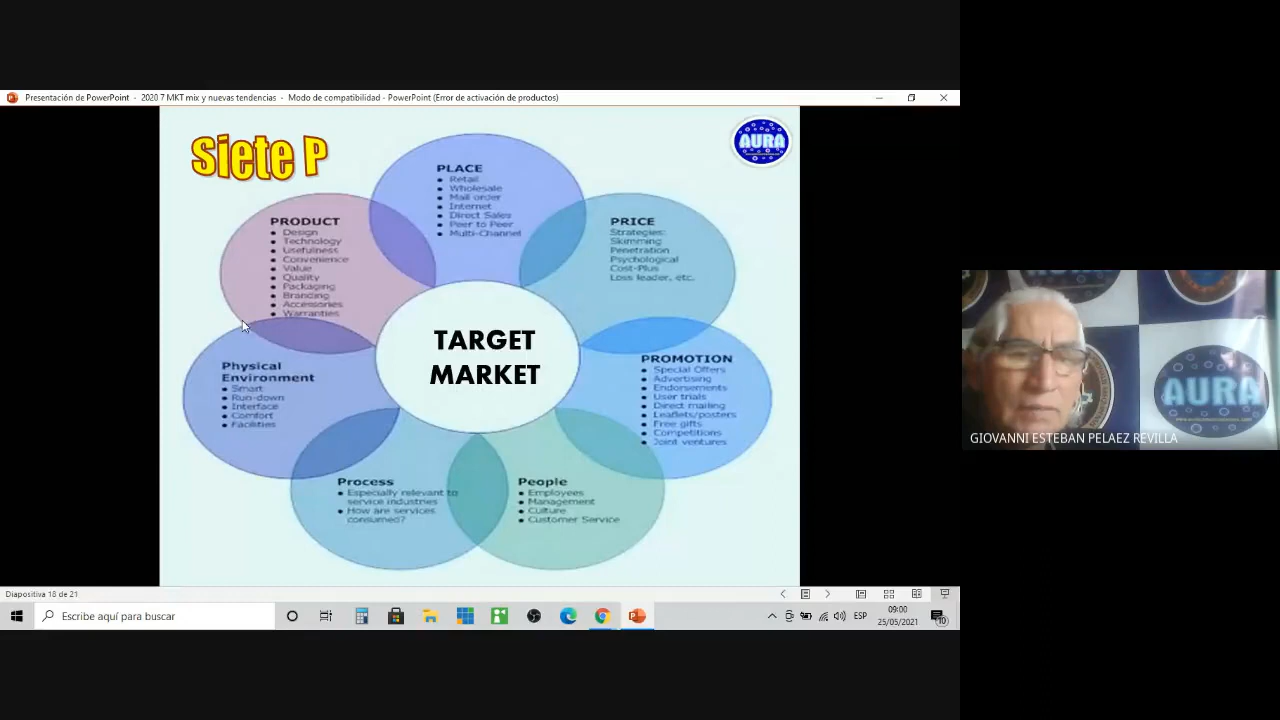 Presentación de PowerPoint - 2020 7 MKT mix y nuevas tendencias - Modo de compatibilidad - PowerPoint (Error de activación de productos)
Siete P
AURA
PLACE
Retail
Wholesale
Mail order
Internet
Direct Sales
Peer to Peer
Multi-Channel
PRODUCT
Design
Technology
Usefulness
Convenience
Value
Quality
Packaging
Branding
Accessories
Warranties
PRICE
Strategies:
Skimming
Penetration
Psychological
Cost-Plus
Loss leader, etc.
TARGET
MARKET
Physical
Environment
Smart
Run-down
Interface
Comfort
Facilities
PROMOTION
Special Offers
Advertising
Endorsements
User trials
Direct mailing
Leaflets/posters
Free gifts
Competitions
Joint ventures
Process
Especially relevant to
service industries
How are services
consumed?
People
Employees
Management
Culture
Customer Service
AURA
GIOVANNI ESTEBAN PELAEZ REVILLA
Diapositiva 18 de 21
Escribe aquí para buscar
ESP
09:00
25/05/2021
10